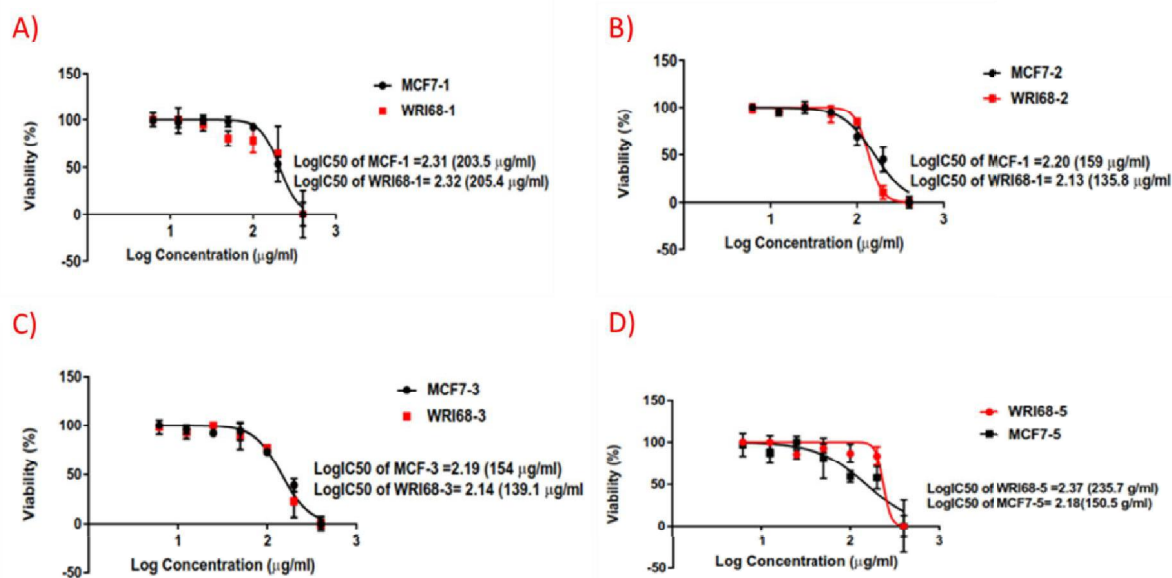 A)
150
100
50
0
-50
Viability (%)
MCF7-1
WRI68-1
LogIC50 of MCF-1 =2.31 (203.5 µg/ml)
LogIC50 of WRI68-1= 2.32 (205.4 µg/ml)
1
2
3
Log Concentration (µg/ml)
B)
150
100
50
0
-50
Viability (%)
MCF7-2
WRI68-2
LogIC50 of MCF-1 =2.20 (159 µg/ml)
LogIC50 of WRI68-1= 2.13 (135.8 µg/ml
1
2
3
Log Concentration (µg/ml)
C)
150
100
50
0
-50
Viability (%)
MCF7-3
WRI68-3
LogIC50 of MCF-3 =2.19 (154 µg/ml)
LogIC50 of WRI68-3= 2.14 (139.1 µg/ml
1
2
3
Log Concentration (µg/ml)
D)
150
100
50
0
-50
Viability (%)
WRI68-5
MCF7-5
LogIC50 of WRI68-5 =2.37 (235.7 g/ml)
LogIC50 of MCF7-5= 2.18(150.5 g/ml)
1
2
3
Log Concentration (µg/ml)